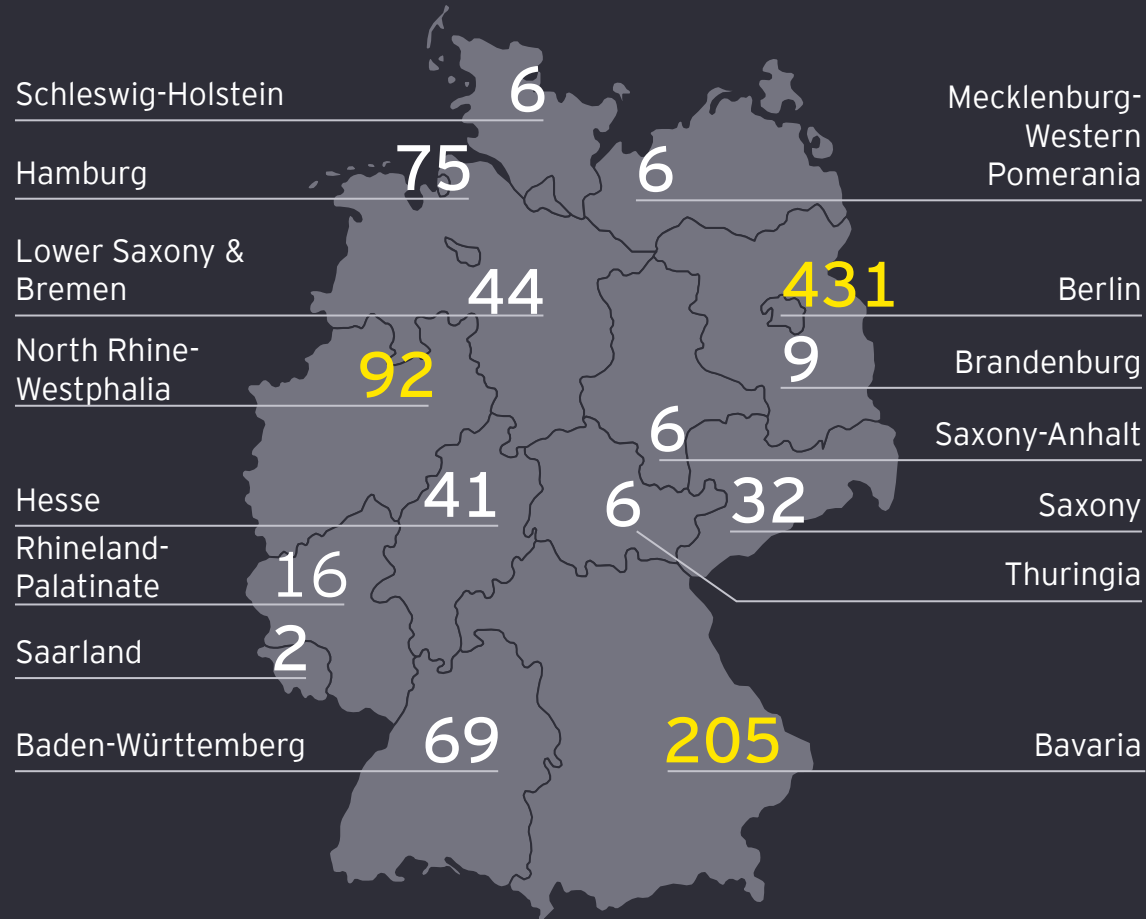 Schleswig-Holstein 6
Hamburg 75
Lower Saxony &
Bremen 44
North Rhine-
Westphalia 92
Hesse 41
Rhineland-
Palatinate 16
Saarland 2
Baden-Württemberg 69
Mecklenburg-
Western
6 Pomerania
431 Berlin
9 Brandenburg
6 Saxony-Anhalt
32 Saxony
6 Thuringia
205 Bavaria